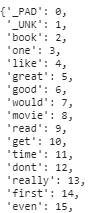 {'_PAD': 0,
'_UNK': 1,
'book': 2,
'one': 3,
'like': 4,
'great': 5,
'good': 6,
'would': 7,
'movie': 8,
'read': 9,
'get': 10,
'time': 11,
'dont': 12,
'really': 13,
'first': 14,
'even': 15,